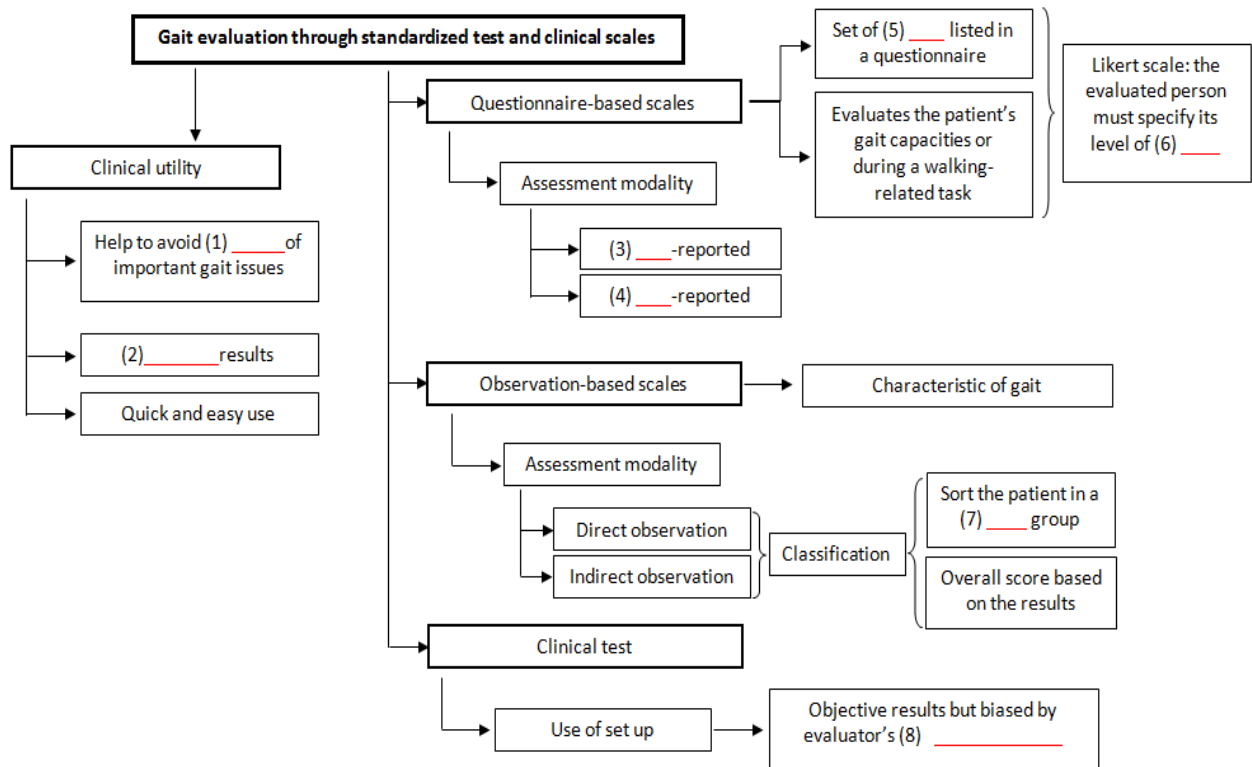 Gait evaluation through standardized test and clinical scales
Clinical utility
Help to avoid (1) _____of
important gait issues
(2)________results
Quick and easy use
Questionnaire-based scales
Assessment modality
(3) ____-reported
(4) ____-reported
Set of (5) ____ listed in
a questionnaire
Evaluates the patient's
gait capacities or
during a walking-
related task
Likert scale: the
evaluated person
must specify its
level of (6) ____
Observation-based scales
Characteristic of gait
Assessment modality
Direct observation
Indirect observation
Classification
Sort the patient in a
(7) ____ group
Overall score based
on the results
Clinical test
Use of set up
Objective results but biased by
evaluator's (8) _____________